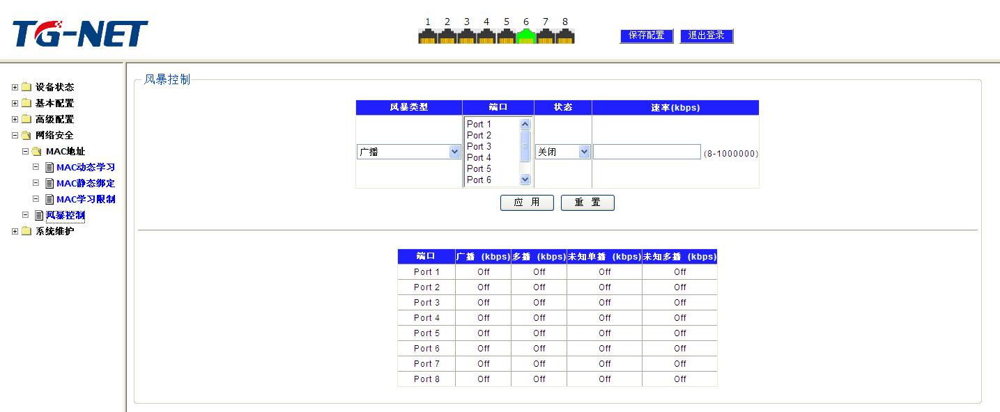 TG-NET
1 2 3 4 5 6 7 8
保存配置 退出登录
设备状态
基本配置
高级配置
网络安全
MAC地址
MAC动态学习
MAC静态绑定
MAC学习限制
风暴控制
系统维护
风暴控制
风暴类型 端口 状态 速率(kbps)
广播
Port 1
Port 2
Port 3
Port 4
Port 5
Port 6
关闭
(8-1000000)
应 用 重 置
端口 广播 (kbps) 多播 (kbps) 未知单播 (kbps) 未知多播 (kbps)
Port 1 Off Off Off Off
Port 2 Off Off Off Off
Port 3 Off Off Off Off
Port 4 Off Off Off Off
Port 5 Off Off Off Off
Port 6 Off Off Off Off
Port 7 Off Off Off Off
Port 8 Off Off Off Off